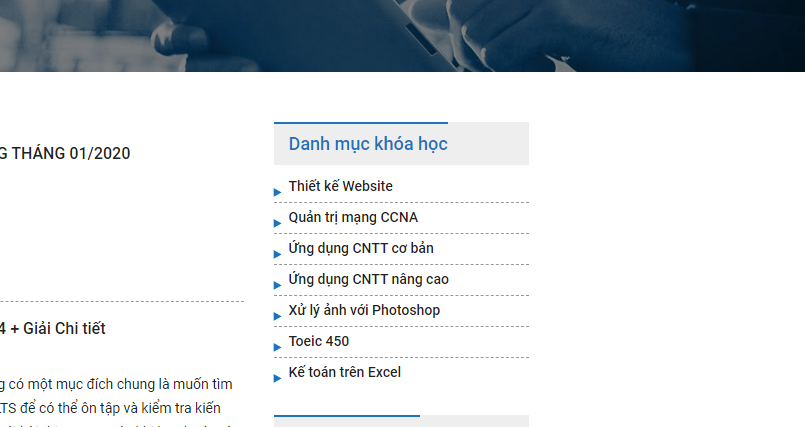 G THÁNG 01/2020
4 + Giải Chi tiết
g có một mục đích chung là muốn tìm
LTS để có thể ôn tập và kiểm tra kiến
Danh mục khóa học
Thiết kế Website
Quản trị mạng CCNA
Ứng dụng CNTT cơ bản
Ứng dụng CNTT nâng cao
Xử lý ảnh với Photoshop
Toeic 450
Kế toán trên Excel